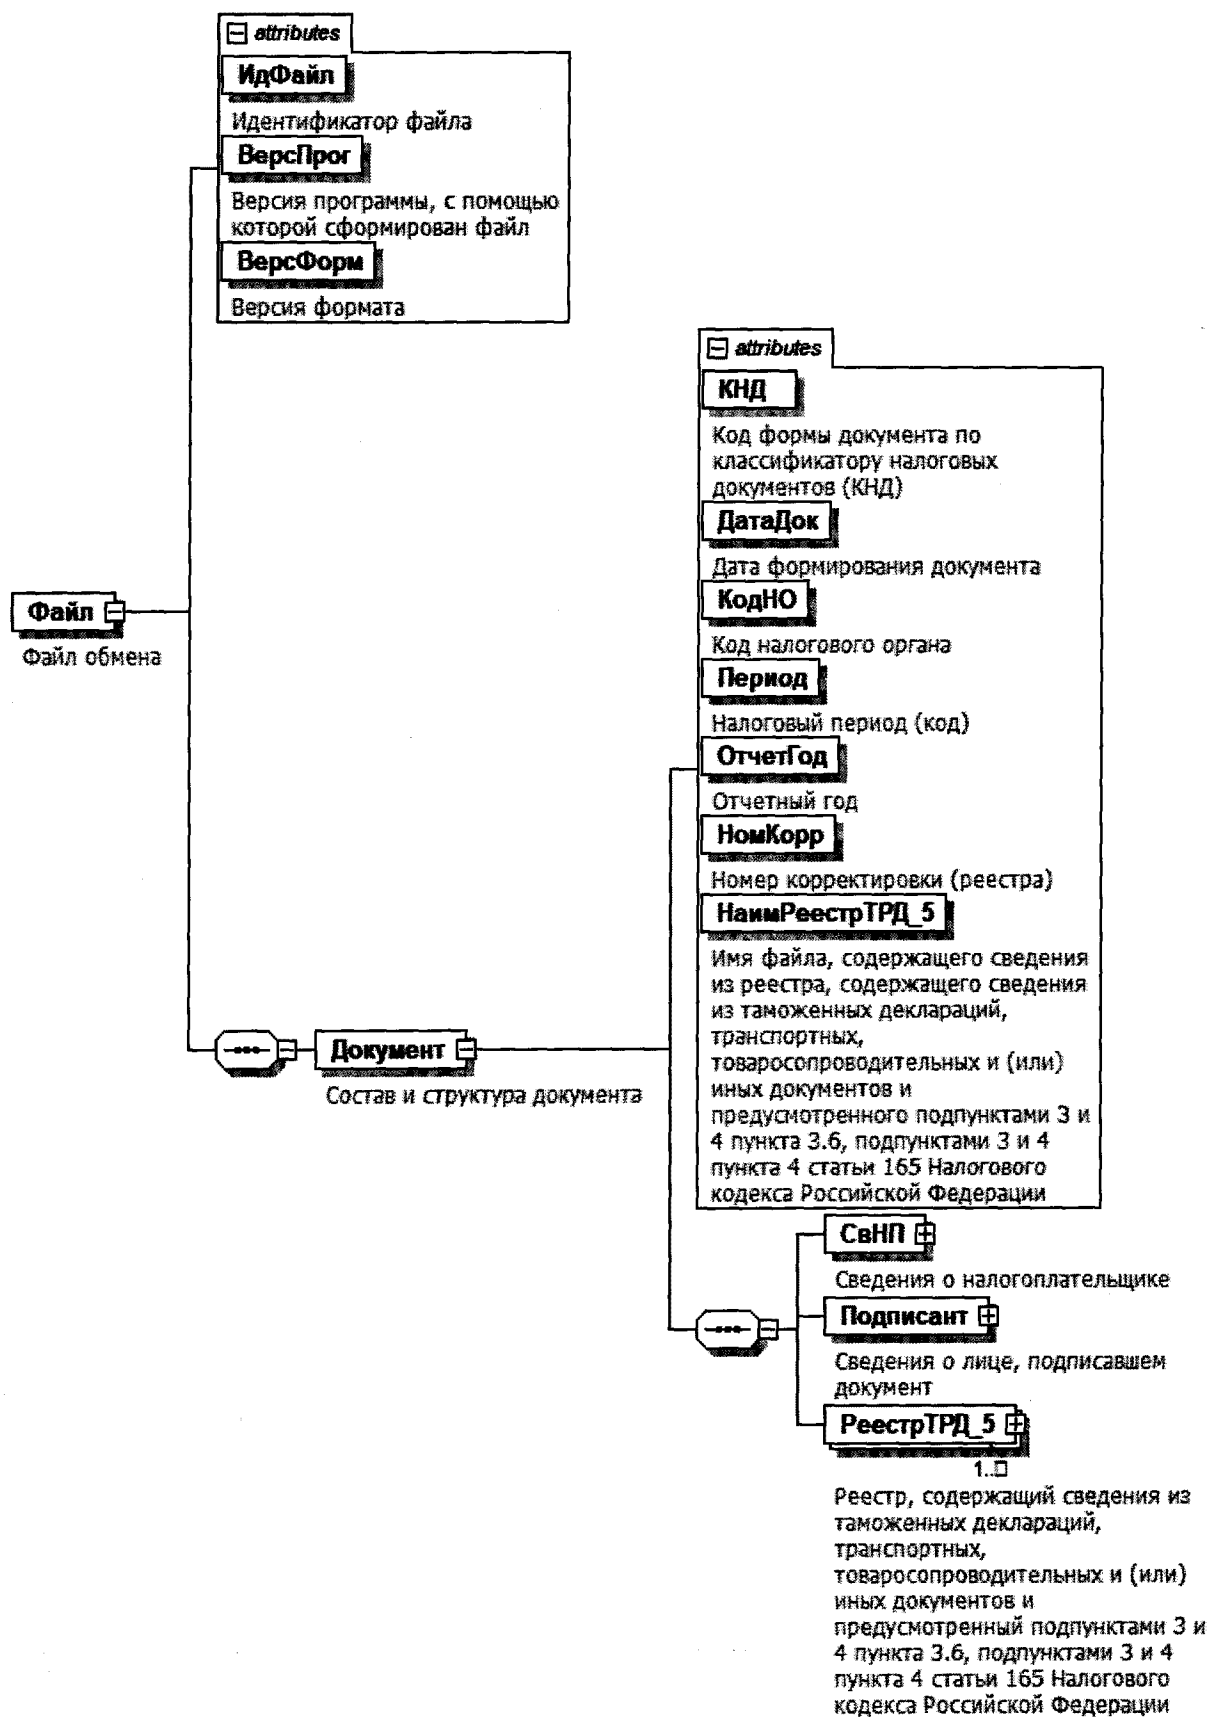 attributes
ИдФайл
Идентификатор файла
ВерсПрог
Версия программы, с помощью
которой сформирован файл
ВерсФорм
Версия формата
Файл
Файл обмена
Документ
Состав и структура документа
attributes
КНД
Код формы документа по
классификатору налоговых
документов (КНД)
ДатаДок
Дата формирования документа
КодНО
Код налогового органа
Период
Налоговый период (код)
ОтчетГод
Отчетный год
НомКорр
Номер корректировки (реестра)
НаимРеестрТРД_5
Имя файла, содержащего сведения
из реестра, содержащего сведения
из таможенных деклараций,
транспортных,
товаросопроводительных и (или)
иных документов и
предусмотренного подпунктами 3 и
4 пункта 3.6, подпунктами 3 и 4
пункта 4 статьи 165 Налогового
кодекса Российской Федерации
СвНП
Сведения о налогоплательщике
Подписант
Сведения о лице, подписавшем
документ
РеестрТРД_5
1..□
Реестр, содержащий сведения из
таможенных деклараций,
транспортных,
товаросопроводительных и (или)
иных документов и
предусмотренный подпунктами 3 и
4 пункта 3.6, подпунктами 3 и 4
пункта 4 статьи 165 Налогового
кодекса Российской Федерации